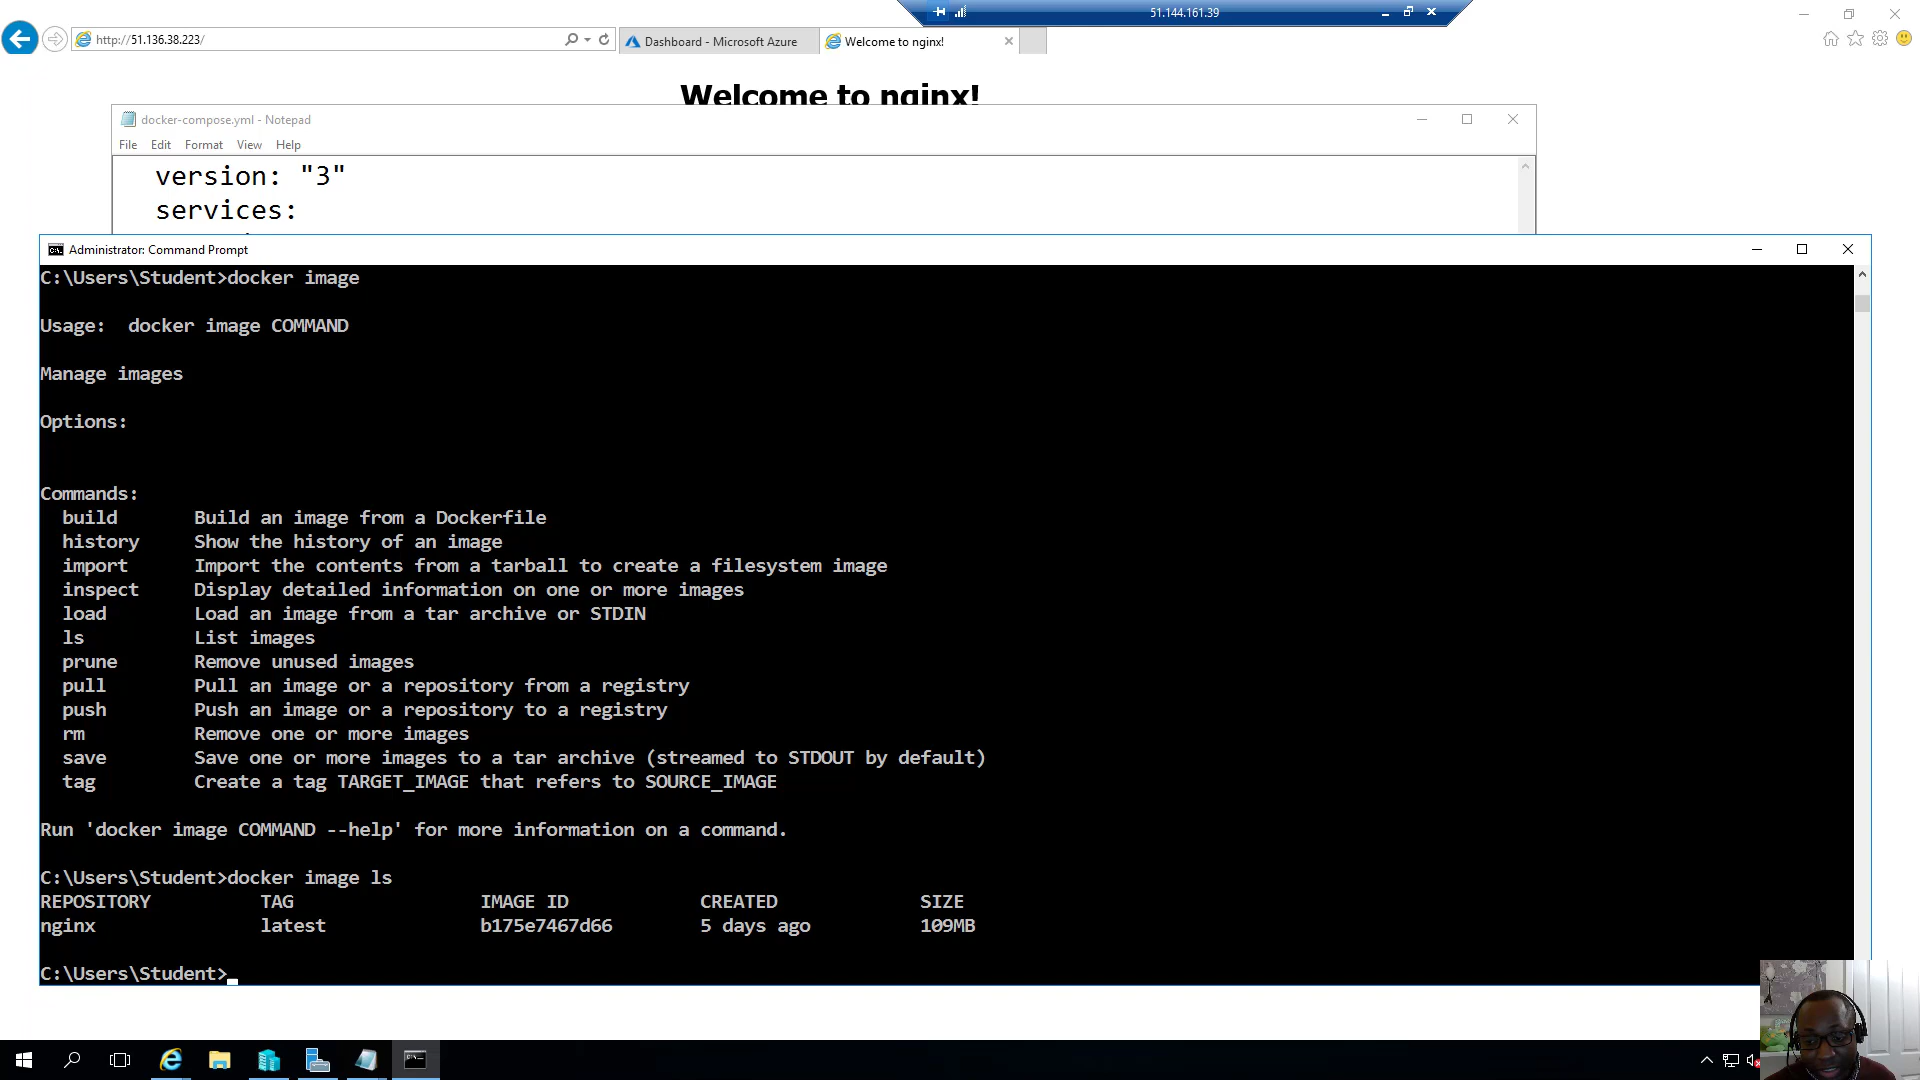 51.144.161.39
http://51.136.38.223/
Dashboard - Microsoft Azure
Welcome to nginx!
Welcome to nginx!
docker-compose.yml - Notepad
File Edit Format View Help
version: "3"
services:
Administrator: Command Prompt
C:\Users\Student>docker image
Usage:  docker image COMMAND
Manage images
Options:
Commands:
build       Build an image from a Dockerfile
history     Show the history of an image
import      Import the contents from a tarball to create a filesystem image
inspect     Display detailed information on one or more images
load        Load an image from a tar archive or STDIN
ls          List images
prune       Remove unused images
pull        Pull an image or a repository from a registry
push        Push an image or a repository to a registry
rm          Remove one or more images
save        Save one or more images to a tar archive (streamed to STDOUT by default)
tag         Create a tag TARGET_IMAGE that refers to SOURCE_IMAGE
Run 'docker image COMMAND --help' for more information on a command.
C:\Users\Student>docker image ls
REPOSITORY          TAG                 IMAGE ID            CREATED             SIZE
nginx               latest              b175e7467d66        5 days ago          109MB
C:\Users\Student>